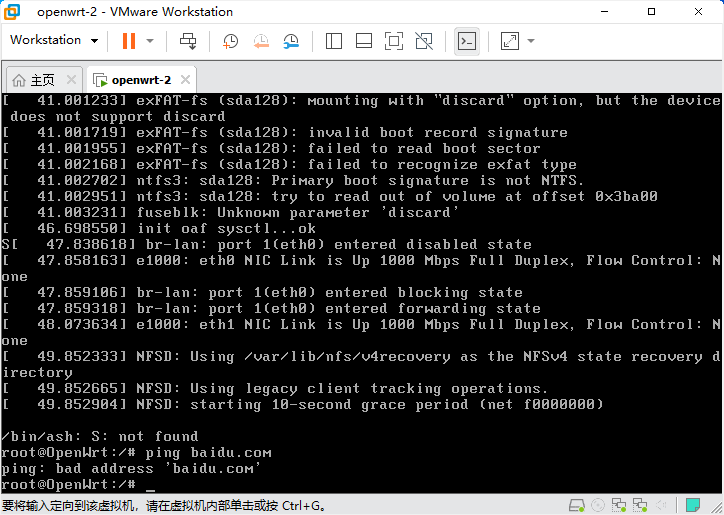 openwrt-2 - VMware Workstation
Workstation
主页
openwrt-2
[   41.001233] exFAT-fs (sda128): mounting with "discard" option, but the device
 does not support discard
[   41.001719] exFAT-fs (sda128): invalid boot record signature
[   41.001955] exFAT-fs (sda128): failed to read boot sector
[   41.002168] exFAT-fs (sda128): failed to recognize exfat type
[   41.002702] ntfs3: sda128: Primary boot signature is not NTFS.
[   41.002951] ntfs3: sda128: try to read out of volume at offset 0x3ba00
[   41.003231] fuseblk: Unknown parameter 'discard'
[   46.698550] init oaf sysctl...ok
S[   47.838618] br-lan: port 1(eth0) entered disabled state
[   47.858163] e1000: eth0 NIC Link is Up 1000 Mbps Full Duplex, Flow Control: N
one
[   47.859106] br-lan: port 1(eth0) entered blocking state
[   47.859318] br-lan: port 1(eth0) entered forwarding state
[   48.073634] e1000: eth1 NIC Link is Up 1000 Mbps Full Duplex, Flow Control: N
one
[   49.852333] NFSD: Using /var/lib/nfs/v4recovery as the NFSv4 state recovery d
irectory
[   49.852665] NFSD: Using legacy client tracking operations.
[   49.852904] NFSD: starting 10-second grace period (net f0000000)
/bin/ash: S: not found
root@OpenWrt:/# ping baidu.com
ping: bad address 'baidu.com'
root@OpenWrt:/# _
要将输入定向到该虚拟机，请在虚拟机内部单击或按 Ctrl+G。